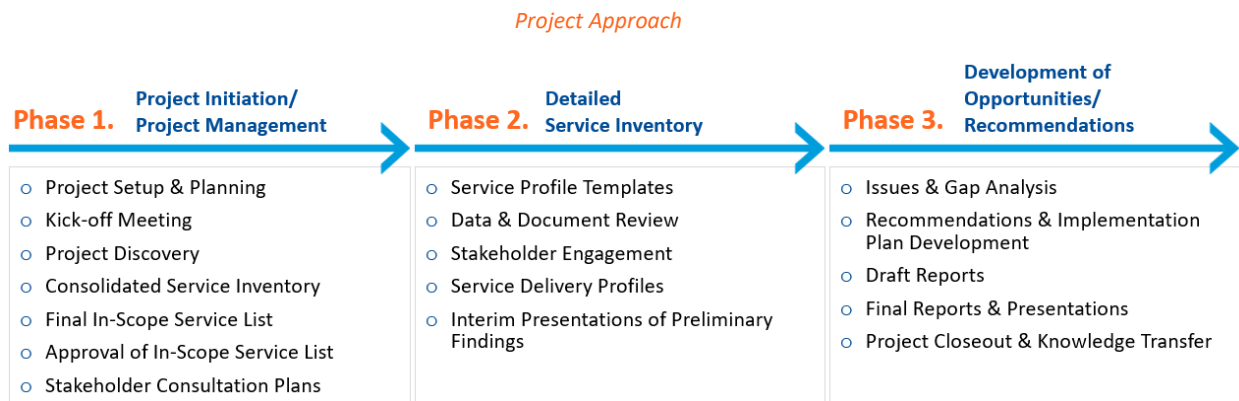 Project Approach
Phase 1.
Project Initiation/
Project Management
Project Setup & Planning
Kick-off Meeting
Project Discovery
Consolidated Service Inventory
Final In-Scope Service List
Approval of In-Scope Service List
Stakeholder Consultation Plans
Phase 2.
Detailed
Service Inventory
Service Profile Templates
Data & Document Review
Stakeholder Engagement
Service Delivery Profiles
Interim Presentations of Preliminary
Findings
Phase 3.
Development of
Opportunities/
Recommendations
Issues & Gap Analysis
Recommendations & Implementation
Plan Development
Draft Reports
Final Reports & Presentations
Project Closeout & Knowledge Transfer